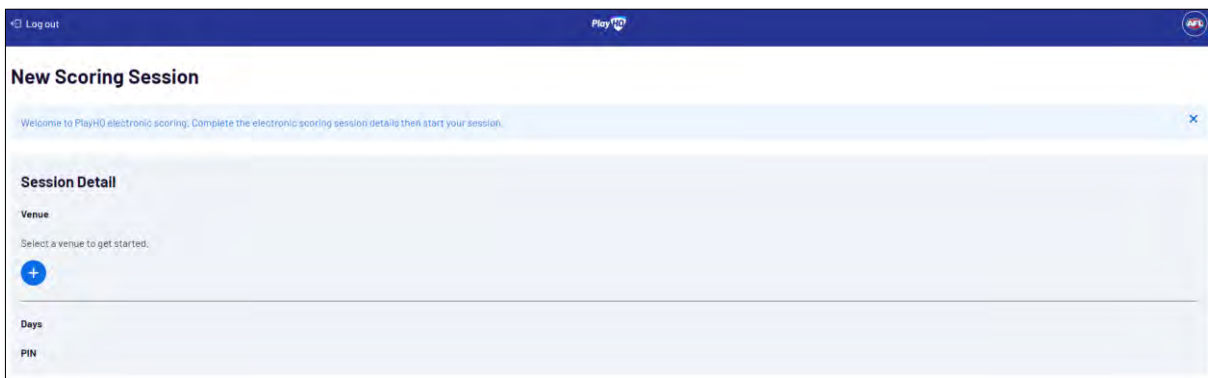 Log out
PlayHQ
AFL
New Scoring Session
Welcome to PlayHQ electronic scoring. Complete the electronic scoring session details then start your session.
Session Detail
Venue
Select a venue to get started.
Days
PIN